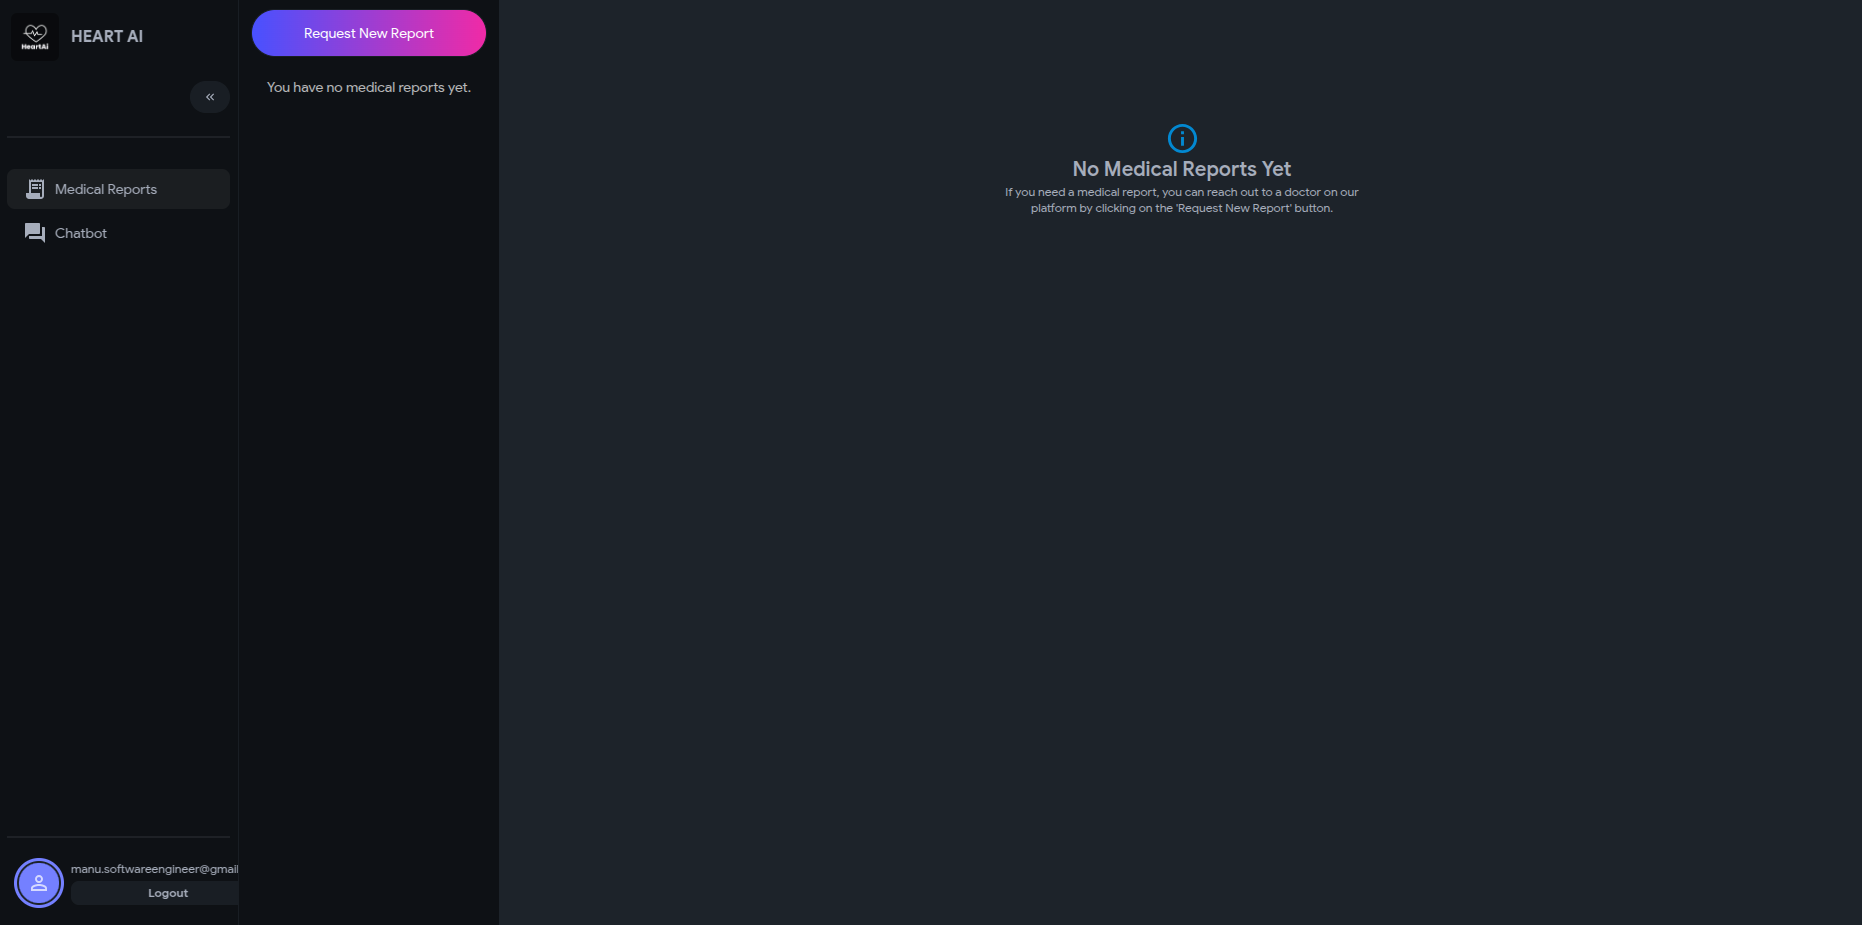 HeartAi
HEART AI
«
Medical Reports
Chatbot
manu.softwareengineer@gmail
Logout
Request New Report
You have no medical reports yet.
No Medical Reports Yet
If you need a medical report, you can reach out to a doctor on our
platform by clicking on the 'Request New Report' button.